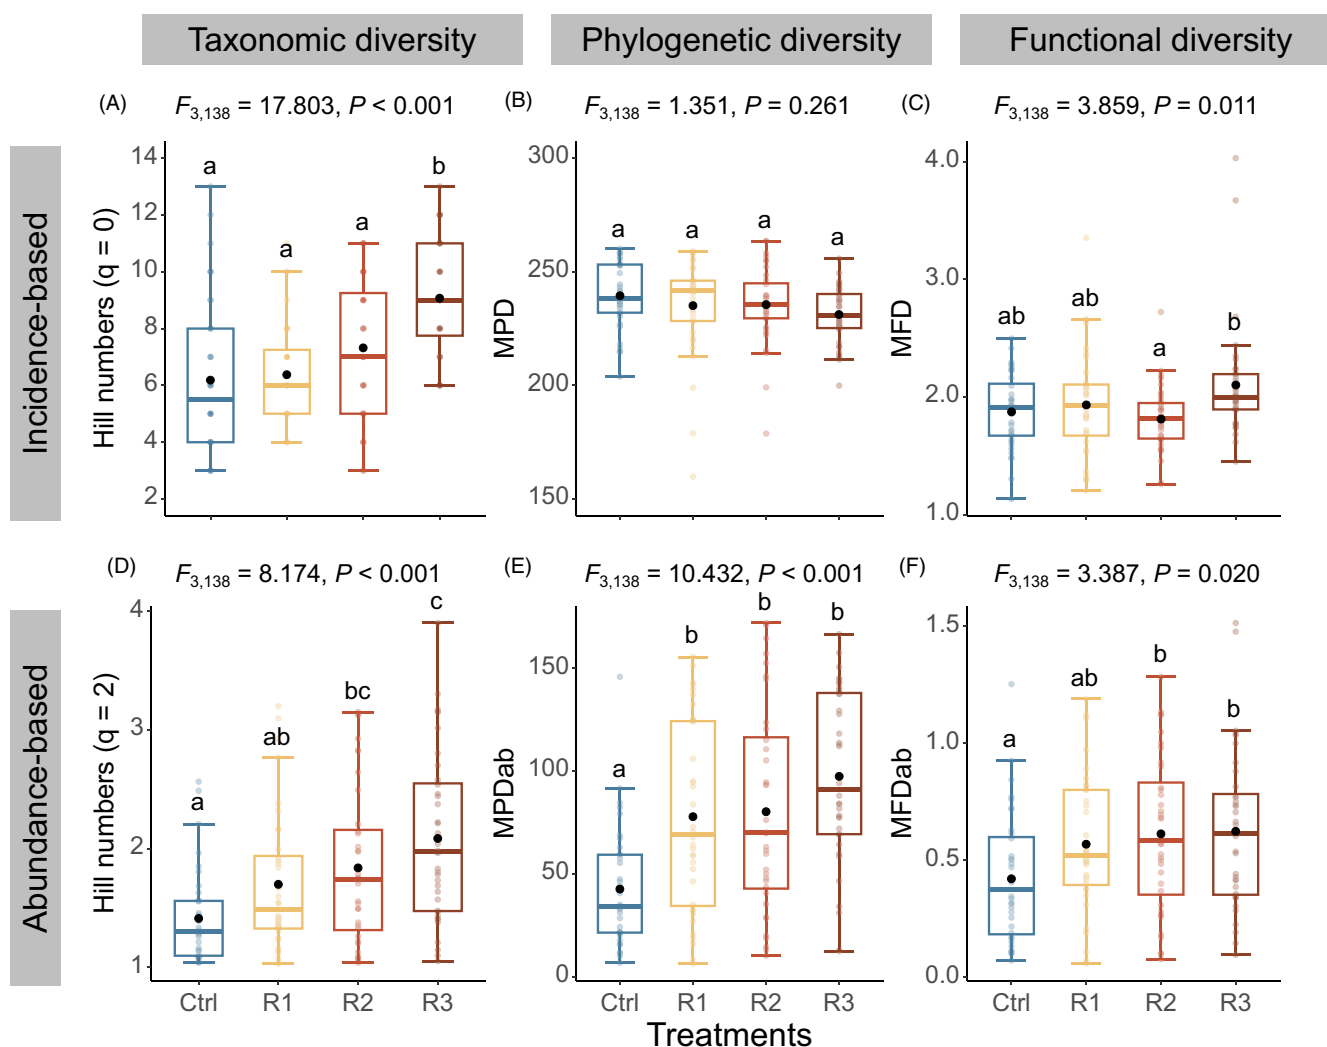 Taxonomic diversity
Phylogenetic diversity
Functional diversity
Incidence-based
Abundance-based
(A)
F3,138 = 17.803, P < 0.001
Hill numbers (q = 0)
14
12
10
8
6
4
2
a
a
a
b
(B)
F3,138 = 1.351, P = 0.261
MPD
300
250
200
150
a
a
a
a
(C)
F3,138 = 3.859, P = 0.011
MFD
4.0
3.0
2.0
1.0
ab
ab
a
b
(D)
F3,138 = 8.174, P < 0.001
Hill numbers (q = 2)
4
3
2
1
a
ab
bc
c
Ctrl
R1
R2
R3
(E)
F3,138 = 10.432, P < 0.001
MPDab
150
100
50
0
a
b
b
b
Ctrl
R1
R2
R3
(F)
F3,138 = 3.387, P = 0.020
MFDab
1.5
1.0
0.5
0.0
a
ab
b
b
Ctrl
R1
R2
R3
Treatments